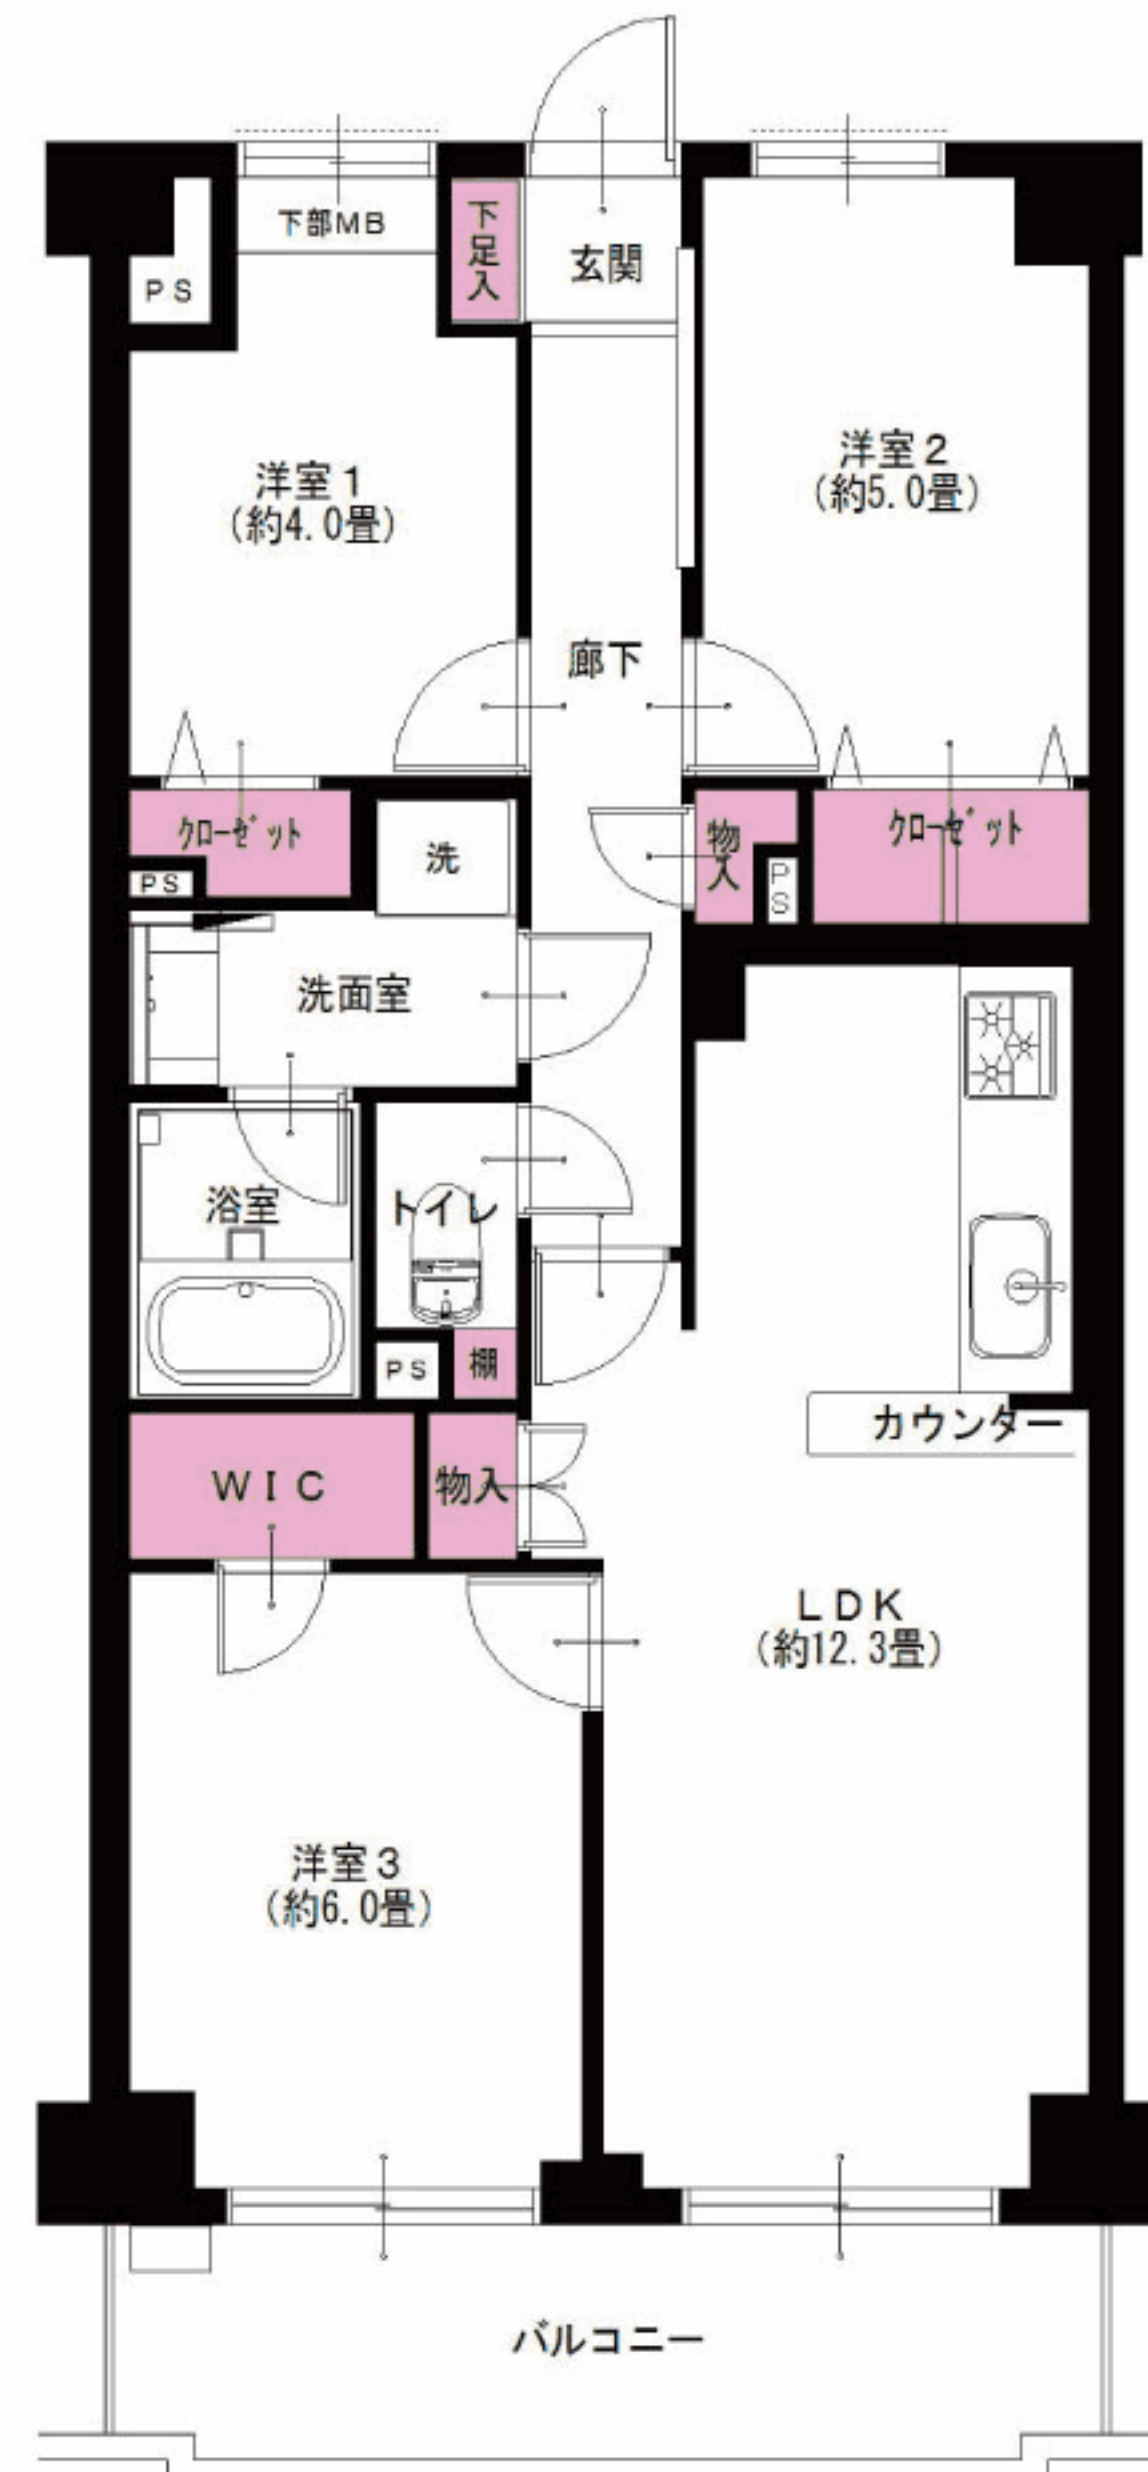 下部MB
下足入
玄関
PS
洋室1
(約4.0畳)
洋室2
(約5.0畳)
廊下
クローゼット
洗
物入
PS
クローゼット
PS
洗面室
浴室
トイレ
PS
棚
カウンター
WIC
物入
LDK
(約12.3畳)
洋室3
(約6.0畳)
バルコニー